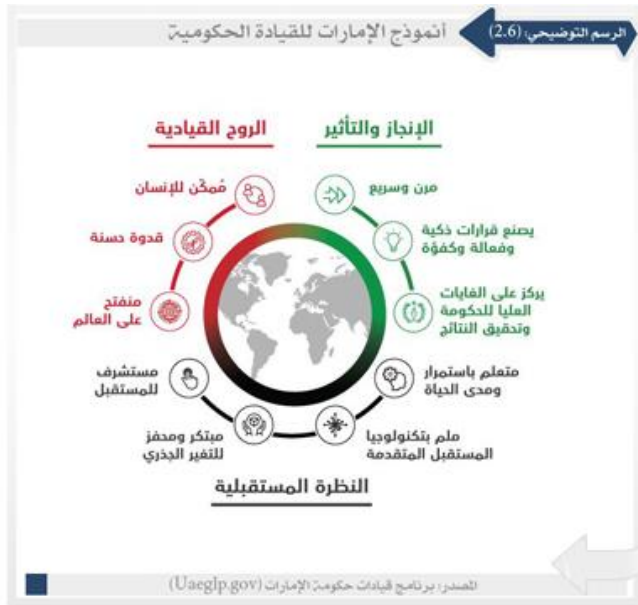 الرسم التوضيحي: (2.6)
أنموذج الإمارات للقيادة الحكومية
الإنجاز والتأثير
مرن وسريع
يصنع قرارات ذكية
وفعالة وكفؤة
يركز على الغايات
العليا للحكومة
وتحقيق النتائج
الروح القيادية
مُمكّن للإنسان
قدوة حسنة
منفتح
على العالم
متعلم باستمرار
ومدى الحياة
ملم بتكنولوجيا
المستقبل المتقدمة
مبتكر ومحفز
للتغير الجذري
مستشرف
للمستقبل
النظرة المستقبلية
المصدر: برنامج قيادات حكومة الإمارات (Uaeglp.gov)